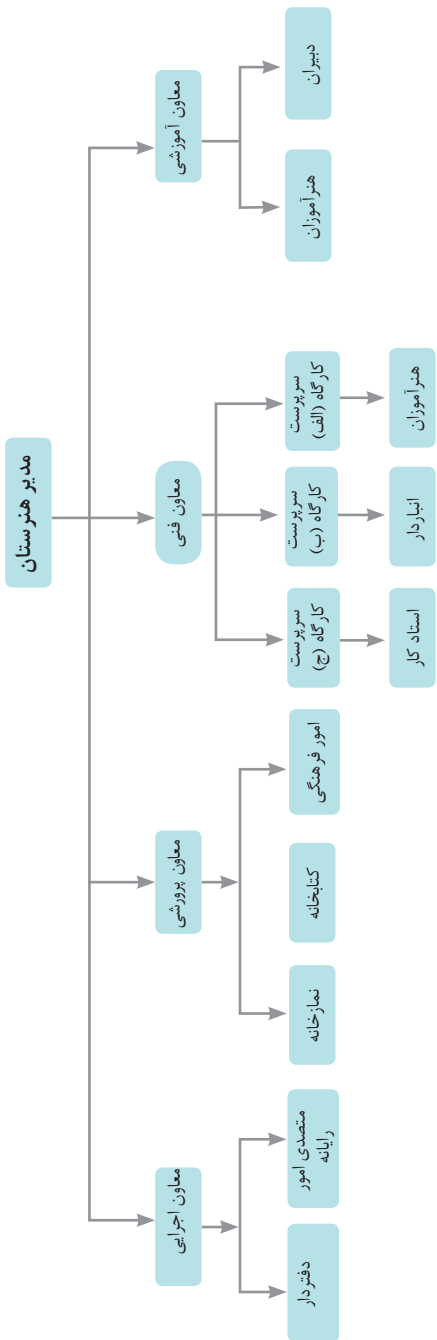 مدیر هنرستان
معاون آموزشی
دبیران
هنرآموزان
معاون فنی
سرپرست
کارگاه (الف)
هنرآموزان
سرپرست
کارگاه (ب)
انباردار
سرپرست
کارگاه (ج)
استاد کار
معاون پرورشی
امور فرهنگی
کتابخانه
نمازخانه
معاون اجرایی
متصدی امور
رایانه
دفتردار